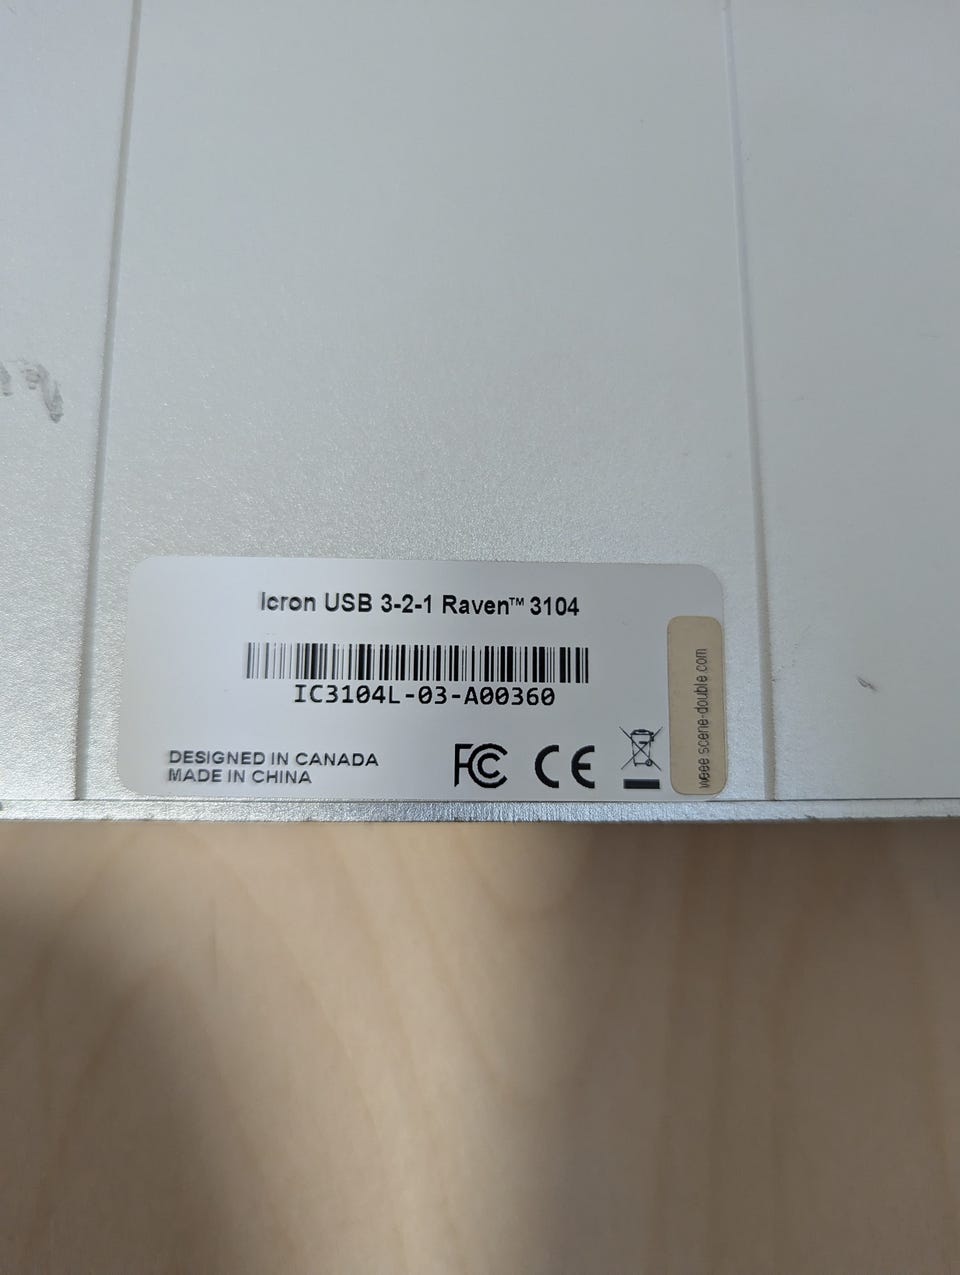 Icron USB 3-2-1 Raven™ 3104
IC3104L-03-A00360
DESIGNED IN CANADA
MADE IN CHINA
FC CE
weee scene-double.com